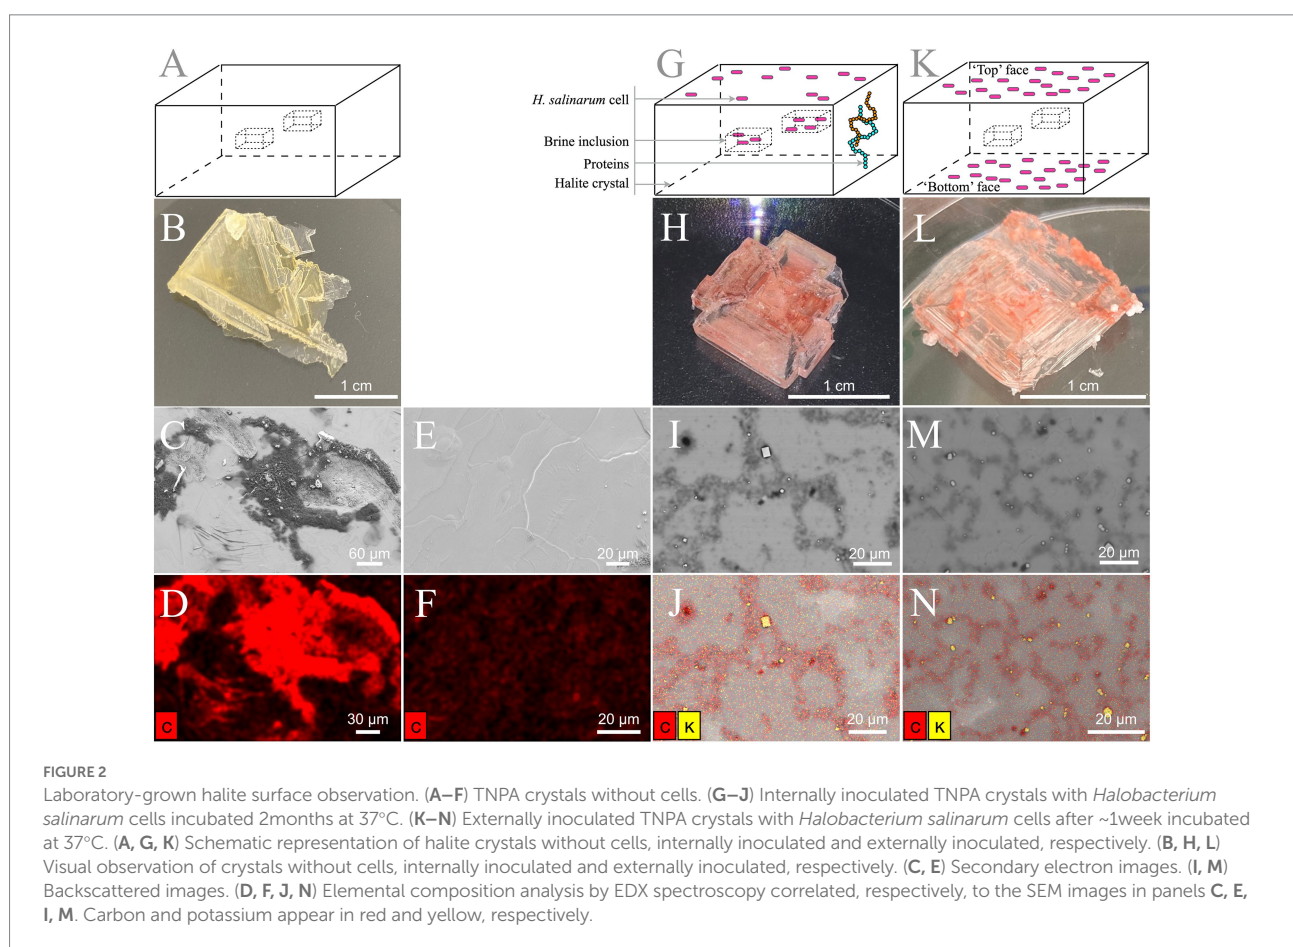 A
G
K
'Top' face
H. salinarum cell
Brine inclusion
Proteins
Halite crystal
'Bottom' face
B
1 cm
H
1 cm
L
1 cm
C
60 µm
E
20 µm
I
20 µm
M
20 µm
D
C
30 µm
F
C
20 µm
J
C K
20 µm
N
C K
20 µm
FIGURE 2
Laboratory-grown halite surface observation. (A–F) TNPA crystals without cells. (G–J) Internally inoculated TNPA crystals with Halobacterium
salinarum cells incubated 2months at 37°C. (K–N) Externally inoculated TNPA crystals with Halobacterium salinarum cells after ~1week incubated
at 37°C. (A, G, K) Schematic representation of halite crystals without cells, internally inoculated and externally inoculated, respectively. (B, H, L)
Visual observation of crystals without cells, internally inoculated and externally inoculated, respectively. (C, E) Secondary electron images. (I, M)
Backscattered images. (D, F, J, N) Elemental composition analysis by EDX spectroscopy correlated, respectively, to the SEM images in panels C, E,
I, M. Carbon and potassium appear in red and yellow, respectively.